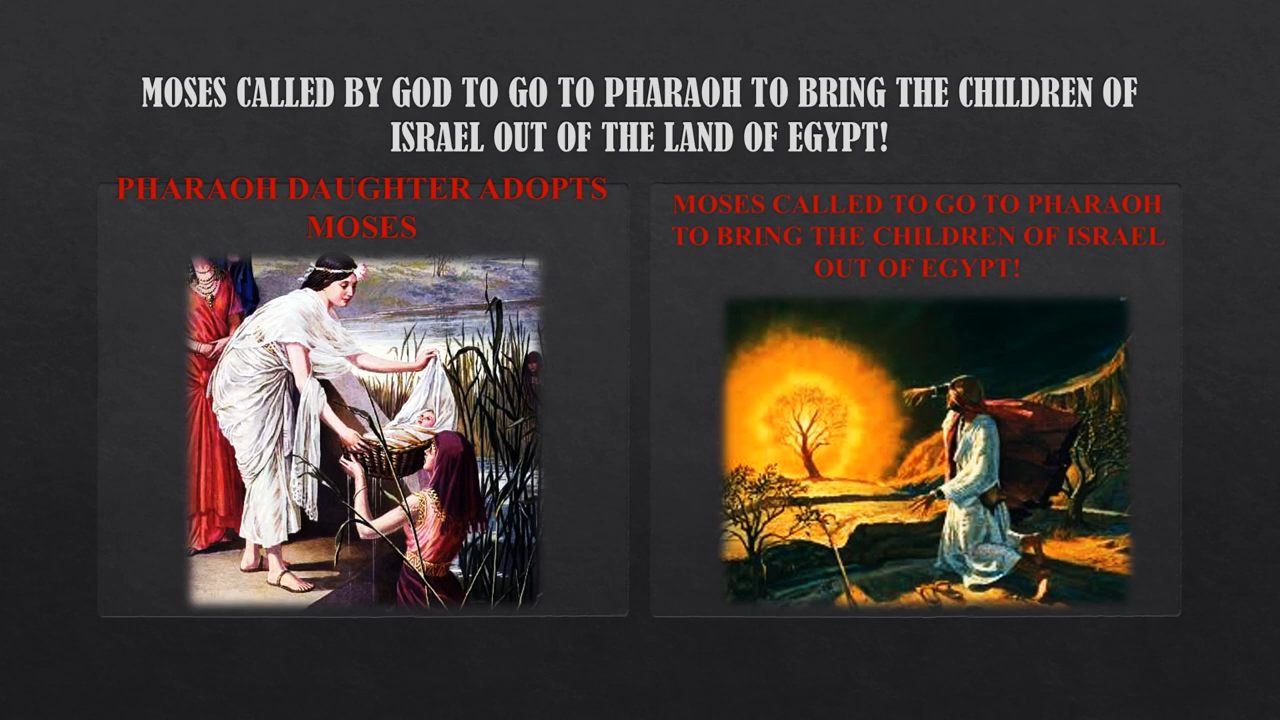 MOSES CALLED BY GOD TO GO TO PHARAOH TO BRING THE CHILDREN OF
ISRAEL OUT OF THE LAND OF EGYPT!
PHARAOH DAUGHTER ADOPTS
MOSES
MOSES CALLED TO GO TO PHARAOH
TO BRING THE CHILDREN OF ISRAEL
OUT OF EGYPT!